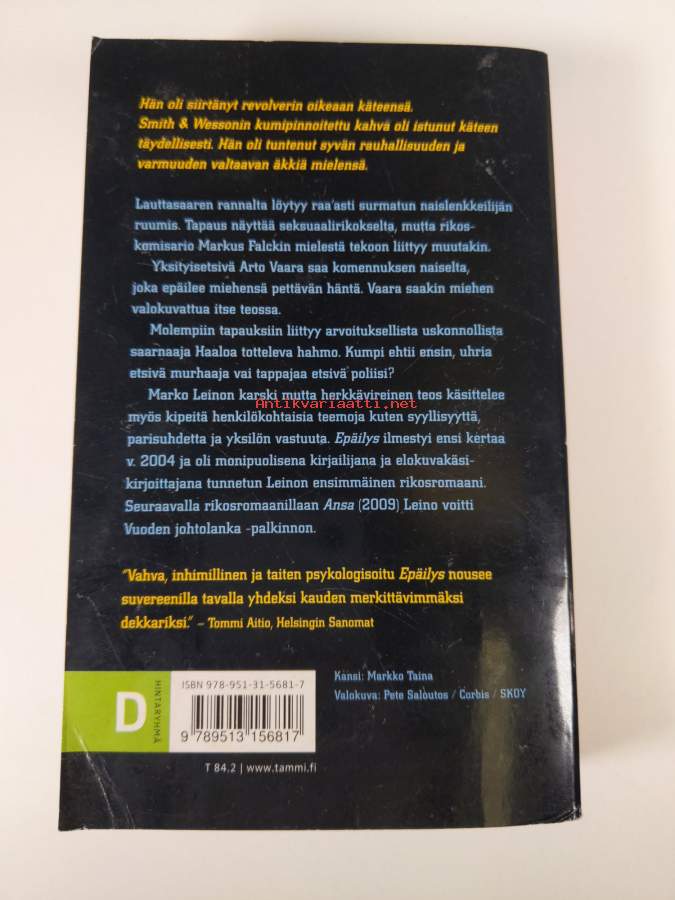 Hän oli siirtänyt revolverin oikeaan käteensä.
Smith & Wessonin kumipinnoitettu kahva oli istunut käteen
täydellisesti. Hän oli tuntenut syvän rauhallisuuden ja
varmuuden valtaavan äkkiä mielensä.
Lauttasaaren rannalta löytyy raa'asti surmatun naislenkkeilijän
ruumis. Tapaus näyttää seksuaalirikokselta, mutta rikos-
komisario Markus Falckin mielestä tekoon liittyy muutakin.
Yksityisetsivä Arto Vaara saa komennuksen naiselta,
joka epäilee miehensä pettävän häntä. Vaara saakin miehen
valokuvattua itse teossa.
Molempiin tapauksiin liittyy arvoituksellista uskonnollista
saarnaaja Haaloa totteleva hahmo. Kumpi ehtii ensin, uhria
etsivä murhaaja vai tappajaa etsivä poliisi?
Marko Leinon karski mutta herkkävireinen teos käsittelee
Antikvariaatti.net
myös kipeitä henkilökohtaisia teemoja kuten syyllisyyttä,
parisuhdetta ja yksilön vastuuta. Epäilys ilmestyi ensi kertaa
v. 2004 ja oli monipuolisena kirjailijana ja elokuvakäsi-
kirjoittajana tunnetun Leinon ensimmäinen rikosromaani.
Seuraavalla rikosromaanillaan Ansa (2009) Leino voitti
Vuoden johtolanka -palkinnon.
"Vahva, inhimillinen ja taiten psykologisoitu Epäilys nousee
suvereenilla tavalla yhdeksi kauden merkittävimmäksi
dekkariksi." – Tommi Aitio, Helsingin Sanomat
D
HINTARYHMÄ
ISBN 978-951-31-5681-7
9 789513 156817
T 84.2 | www.tammi.fi
Kansi: Markko Taina
Valokuva: Pete Saloutos / Corbis / SKOY